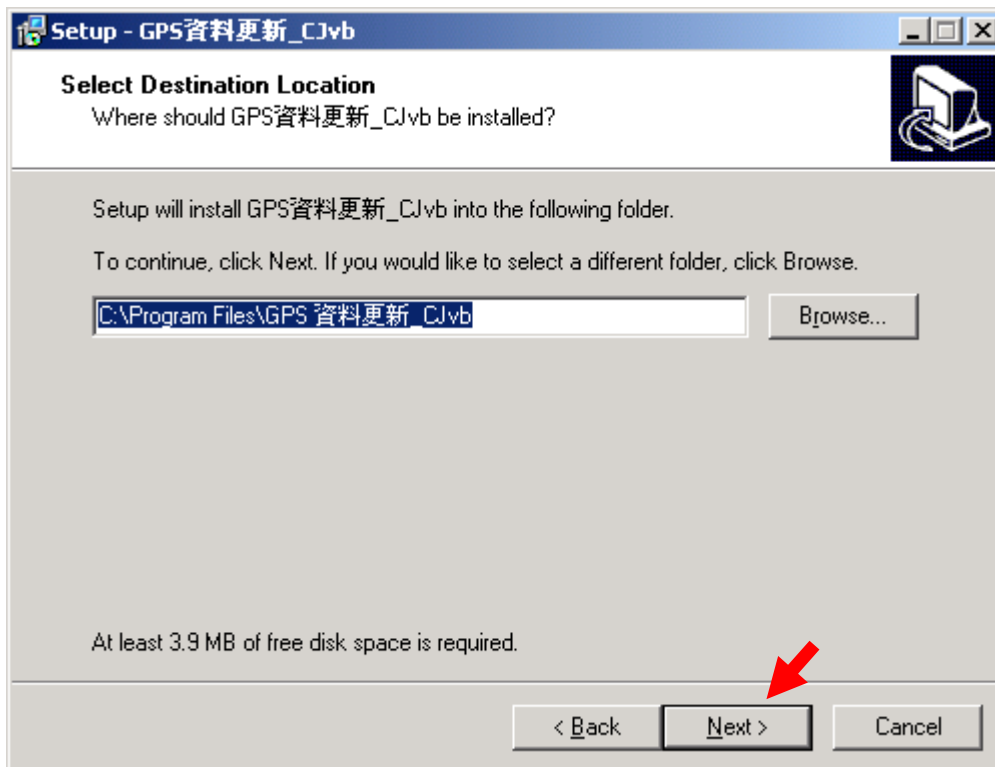 Setup - GPS資料更新_CJvb
Select Destination Location
Where should GPS資料更新_CJvb be installed?
Setup will install GPS資料更新_CJvb into the following folder.
To continue, click Next. If you would like to select a different folder, click Browse.
C:\Program Files\GPS 資料更新_CJvb
Browse...
At least 3.9 MB of free disk space is required.
< Back
Next >
Cancel